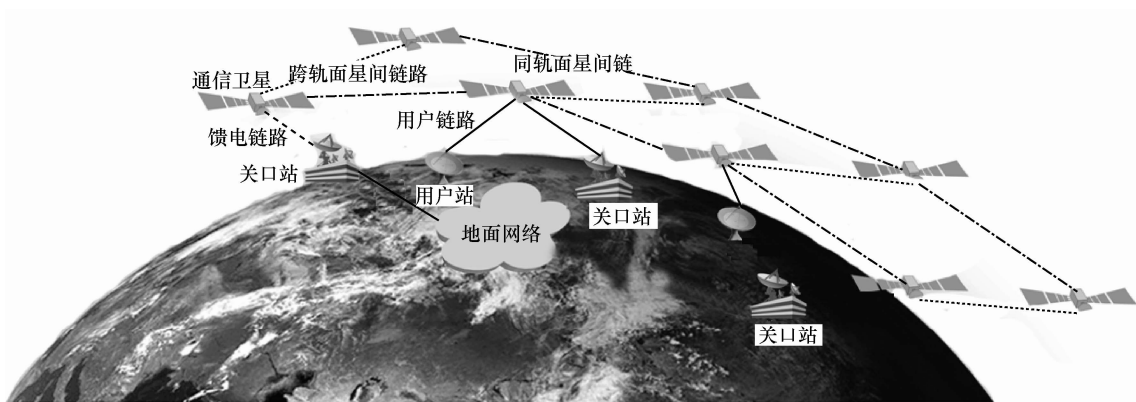 同轨面星间链
通信卫星
跨轨面星间链路
用户链路
馈电链路
关口站
用户站
关口站
地面网络
关口站